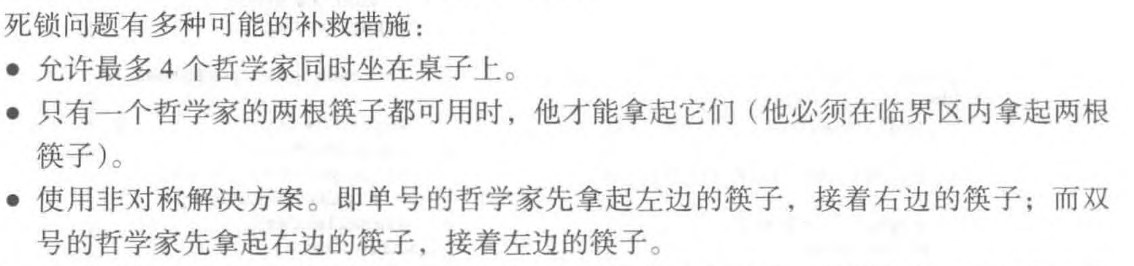 死锁问题有多种可能的补救措施：
● 允许最多 4 个哲学家同时坐在桌子上。
● 只有一个哲学家的两根筷子都可用时，他才能拿起它们（他必须在临界区内拿起两根
筷子）。
● 使用非对称解决方案。即单号的哲学家先拿起左边的筷子，接着右边的筷子；而双
号的哲学家先拿起右边的筷子，接着左边的筷子。